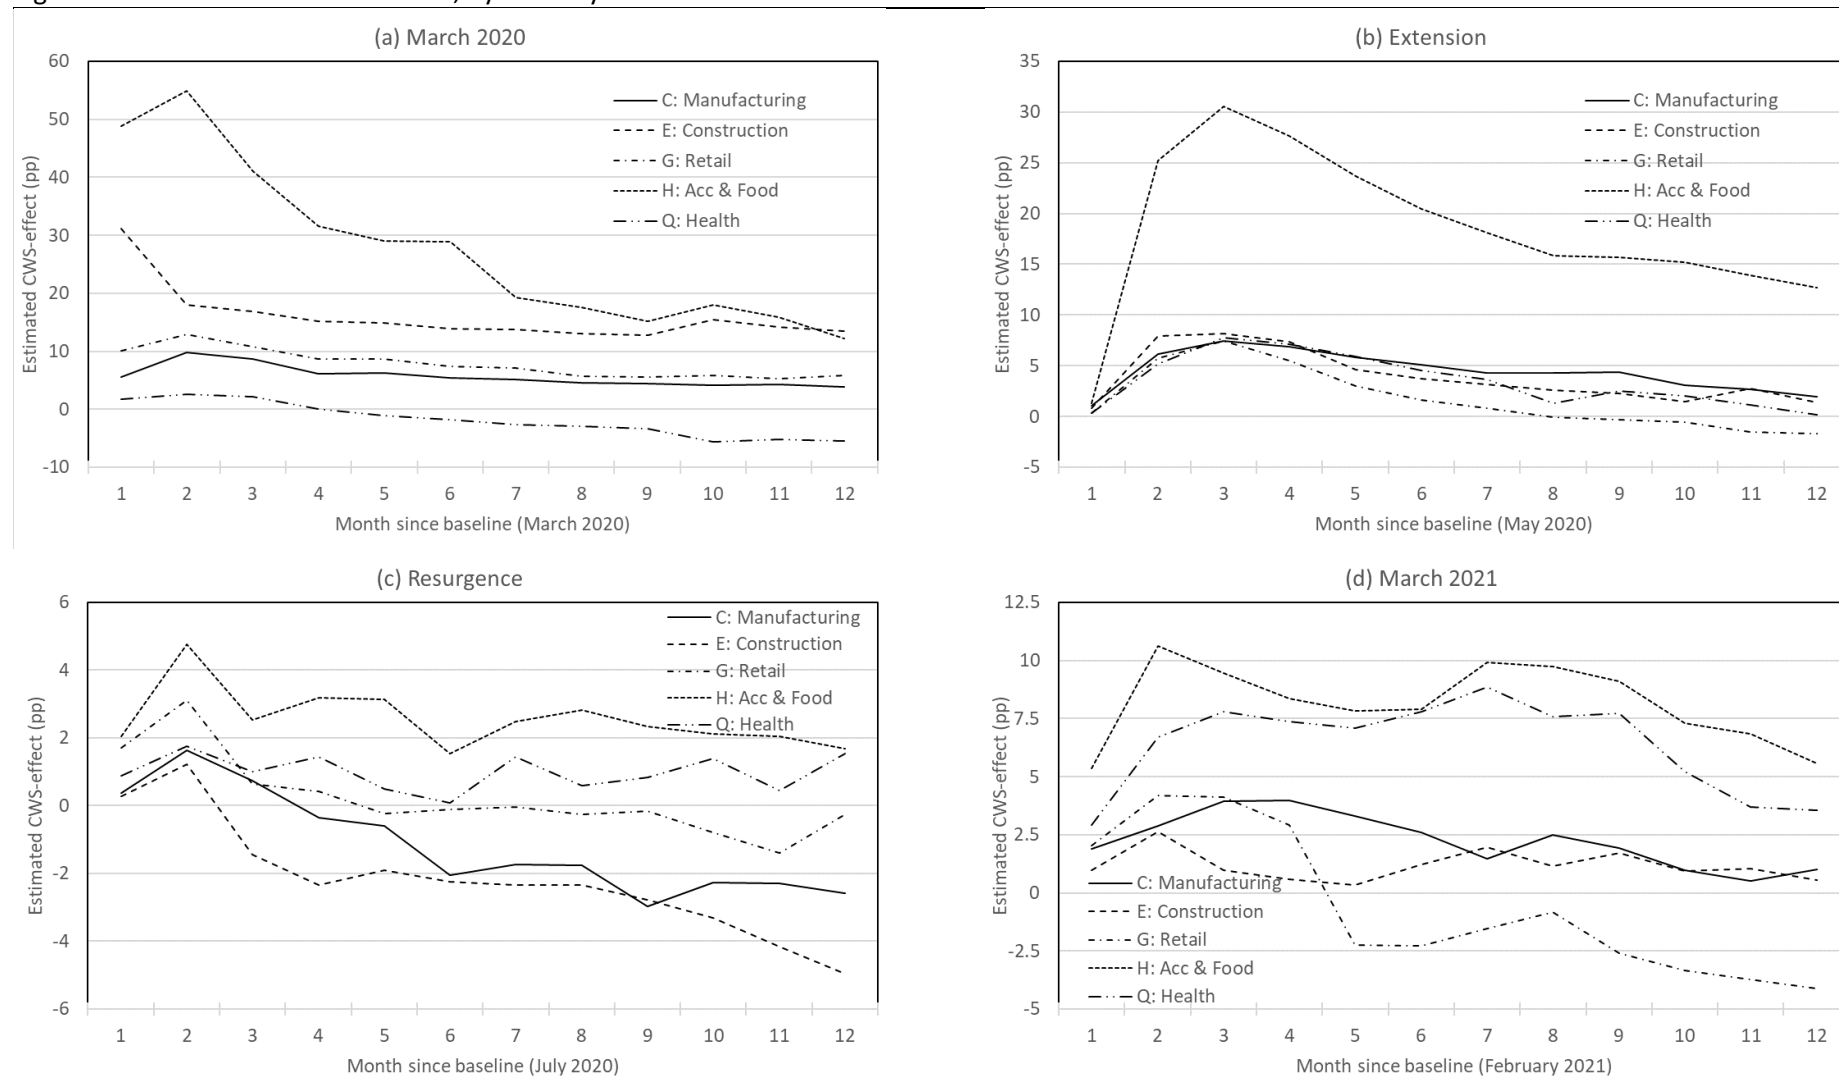 (a) March 2020
60
50
40
30
20
10
0
-10
Estimated CWS-effect (pp)
C: Manufacturing
E: Construction
G: Retail
H: Acc & Food
Q: Health
1 2 3 4 5 6 7 8 9 10 11 12
Month since baseline (March 2020)
(b) Extension
35
30
25
20
15
10
5
0
-5
Estimated CWS-effect (pp)
C: Manufacturing
E: Construction
G: Retail
H: Acc & Food
Q: Health
1 2 3 4 5 6 7 8 9 10 11 12
Month since baseline (May 2020)
(c) Resurgence
6
4
2
0
-2
-4
-6
Estimated CWS-effect (pp)
C: Manufacturing
E: Construction
G: Retail
H: Acc & Food
Q: Health
1 2 3 4 5 6 7 8 9 10 11 12
Month since baseline (July 2020)
(d) March 2021
12.5
10
7.5
5
2.5
0
-2.5
-5
Estimated CWS-effect (pp)
C: Manufacturing
E: Construction
G: Retail
H: Acc & Food
Q: Health
1 2 3 4 5 6 7 8 9 10 11 12
Month since baseline (February 2021)